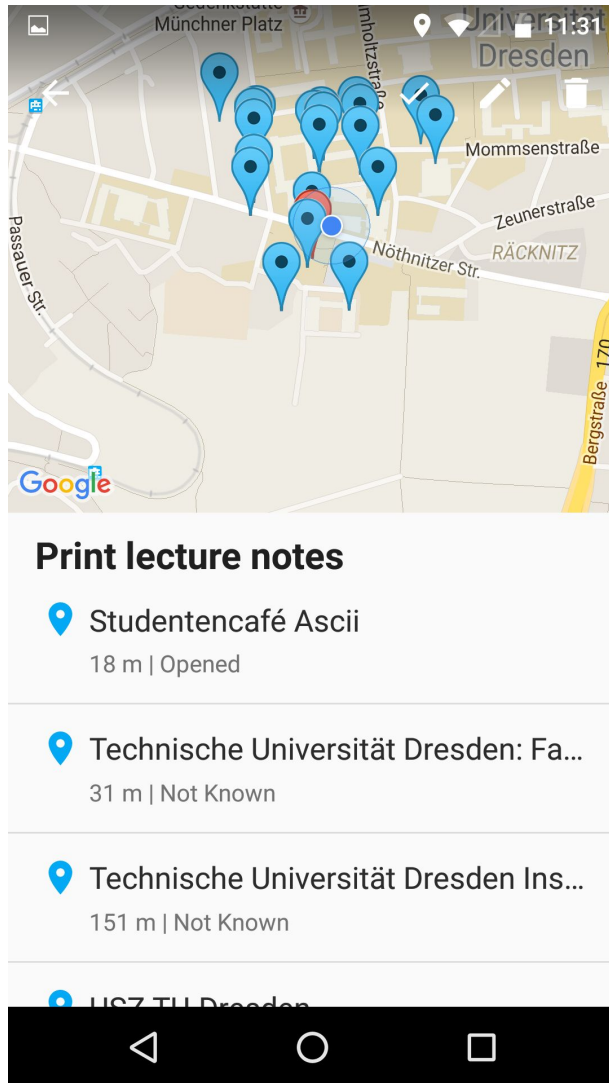 Münchner Platz
Universität
11:31
Dresden
Mommsenstraße
Zeunerstraße
Passauer Str.
Nöthnitzer Str.
RÄCKNITZ
170
Bergstraße
Google
Print lecture notes
Studentencafé Ascii
18 m | Opened
Technische Universität Dresden: Fa...
31 m | Not Known
Technische Universität Dresden Ins...
151 m | Not Known